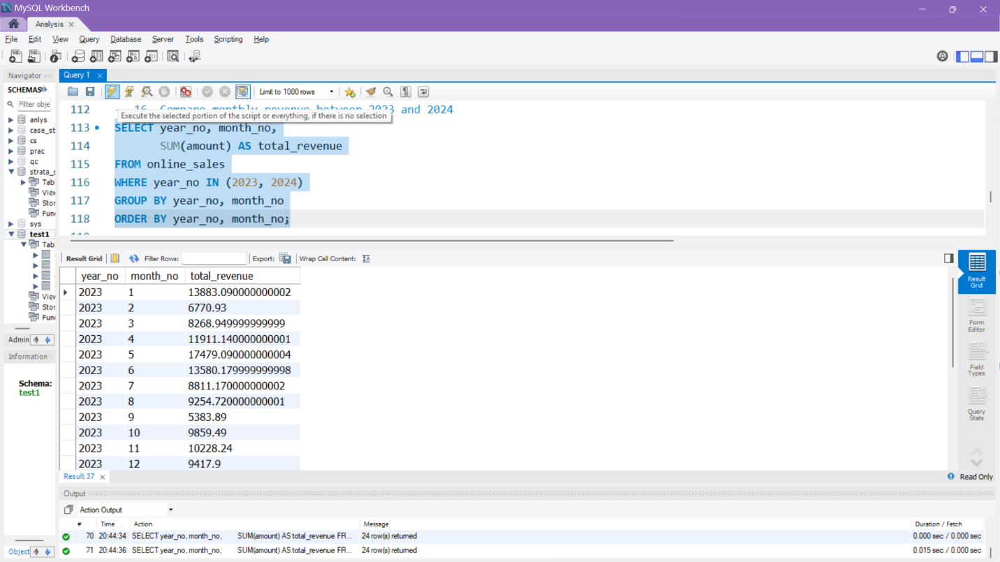 MySQL Workbench
Analysis
File Edit View Query Database Server Tools Scripting Help
Navigator
Query 1
SCHEMAS
Limit to 1000 rows
Filter obje
112 16. Compare monthly revenue between 2023 and 2024
Execute the selected portion of the script or everything, if there is no selection
113 SELECT year_no, month_no,
114 SUM(amount) AS total_revenue
115 FROM online_sales
116 WHERE year_no IN (2023, 2024)
117 GROUP BY year_no, month_no
118 ORDER BY year_no, month_no;
anlys
case_st
cs
prac
qc
strata_s
Tab
View
Stor
Fun
sys
test1
Tab
View
Stor
Fun
Admin
Information
Schema:
test1
Object
Result Grid Filter Rows: Export: Wrap Cell Content:
year_no month_no total_revenue
2023 1 13883.090000000002
2023 2 6770.93
2023 3 8268.949999999999
2023 4 11911.140000000001
2023 5 17479.090000000004
2023 6 13580.179999999998
2023 7 8811.170000000002
2023 8 9254.720000000001
2023 9 5383.89
2023 10 9859.49
2023 11 10228.24
2023 12 9417.9
Result
Grid
Form
Editor
Field
Types
Query
Stats
Result 37
Read Only
Output
Action Output
# Time Action Message Duration / Fetch
70 20:44:34 SELECT year_no, month_no, SUM(amount) AS total_revenue FR... 24 row(s) returned 0.000 sec / 0.000 sec
71 20:44:36 SELECT year_no, month_no, SUM(amount) AS total_revenue FR... 24 row(s) returned 0.015 sec / 0.000 sec